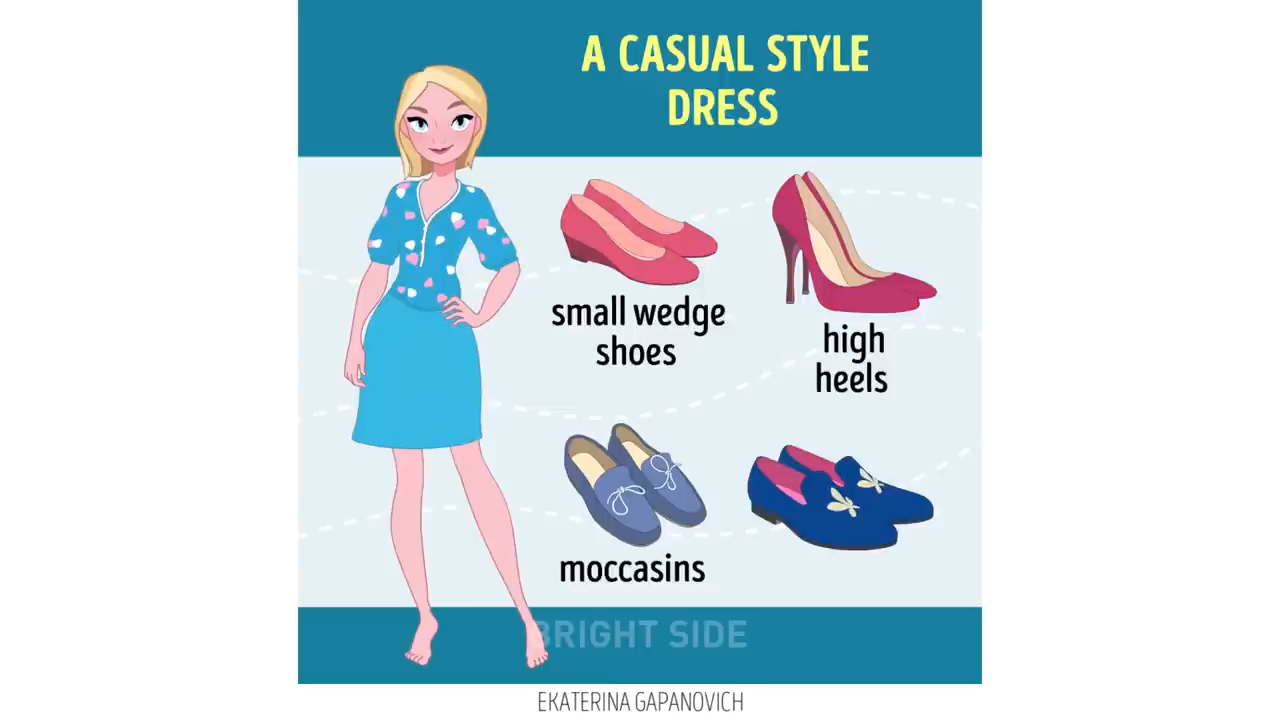 A CASUAL STYLE
DRESS
small wedge
shoes
high
heels
moccasins
BRIGHT SIDE
EKATERINA GAPANOVICH